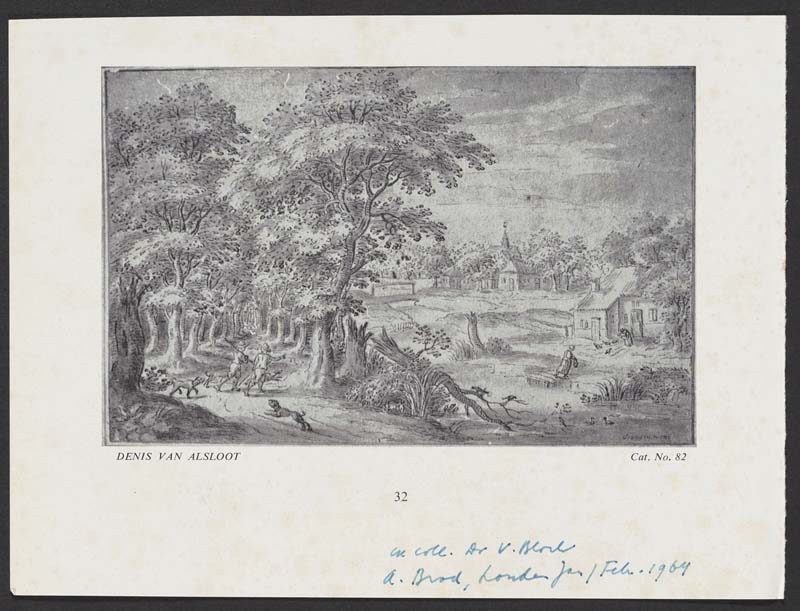 DENIS VAN ALSLOOT
Cat. No. 82
32
in coll. Dr V. Bloch
A. Brod, London Jan / Feb. 1964